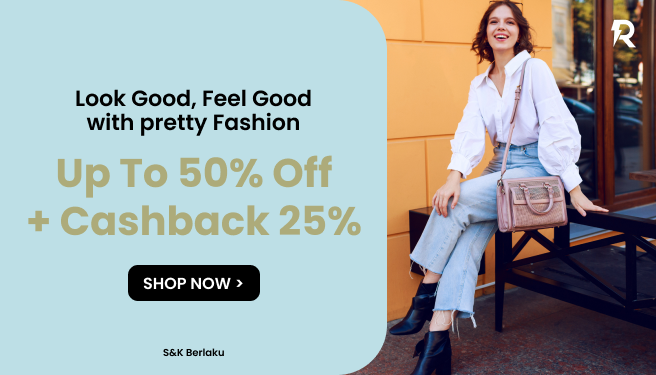 Look Good, Feel Good
with pretty Fashion
Up To 50% Off
+ Cashback 25%
SHOP NOW >
S&K Berlaku